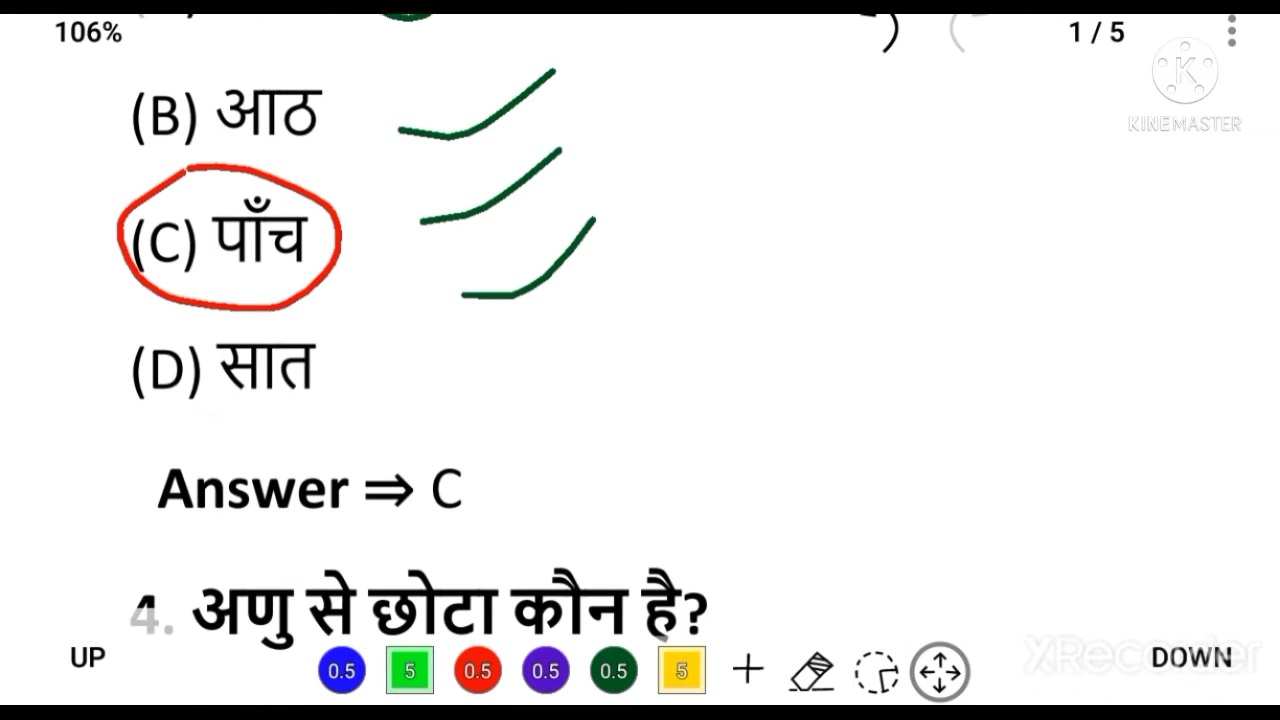 106%
1 / 5
KINEMASTER
(B) आठ
(C) पाँच
(D) सात
Answer ⇒ C
4. अणु से छोटा कौन है?
UP
0.5 5 0.5 0.5 0.5 5
XRecorder
DOWN